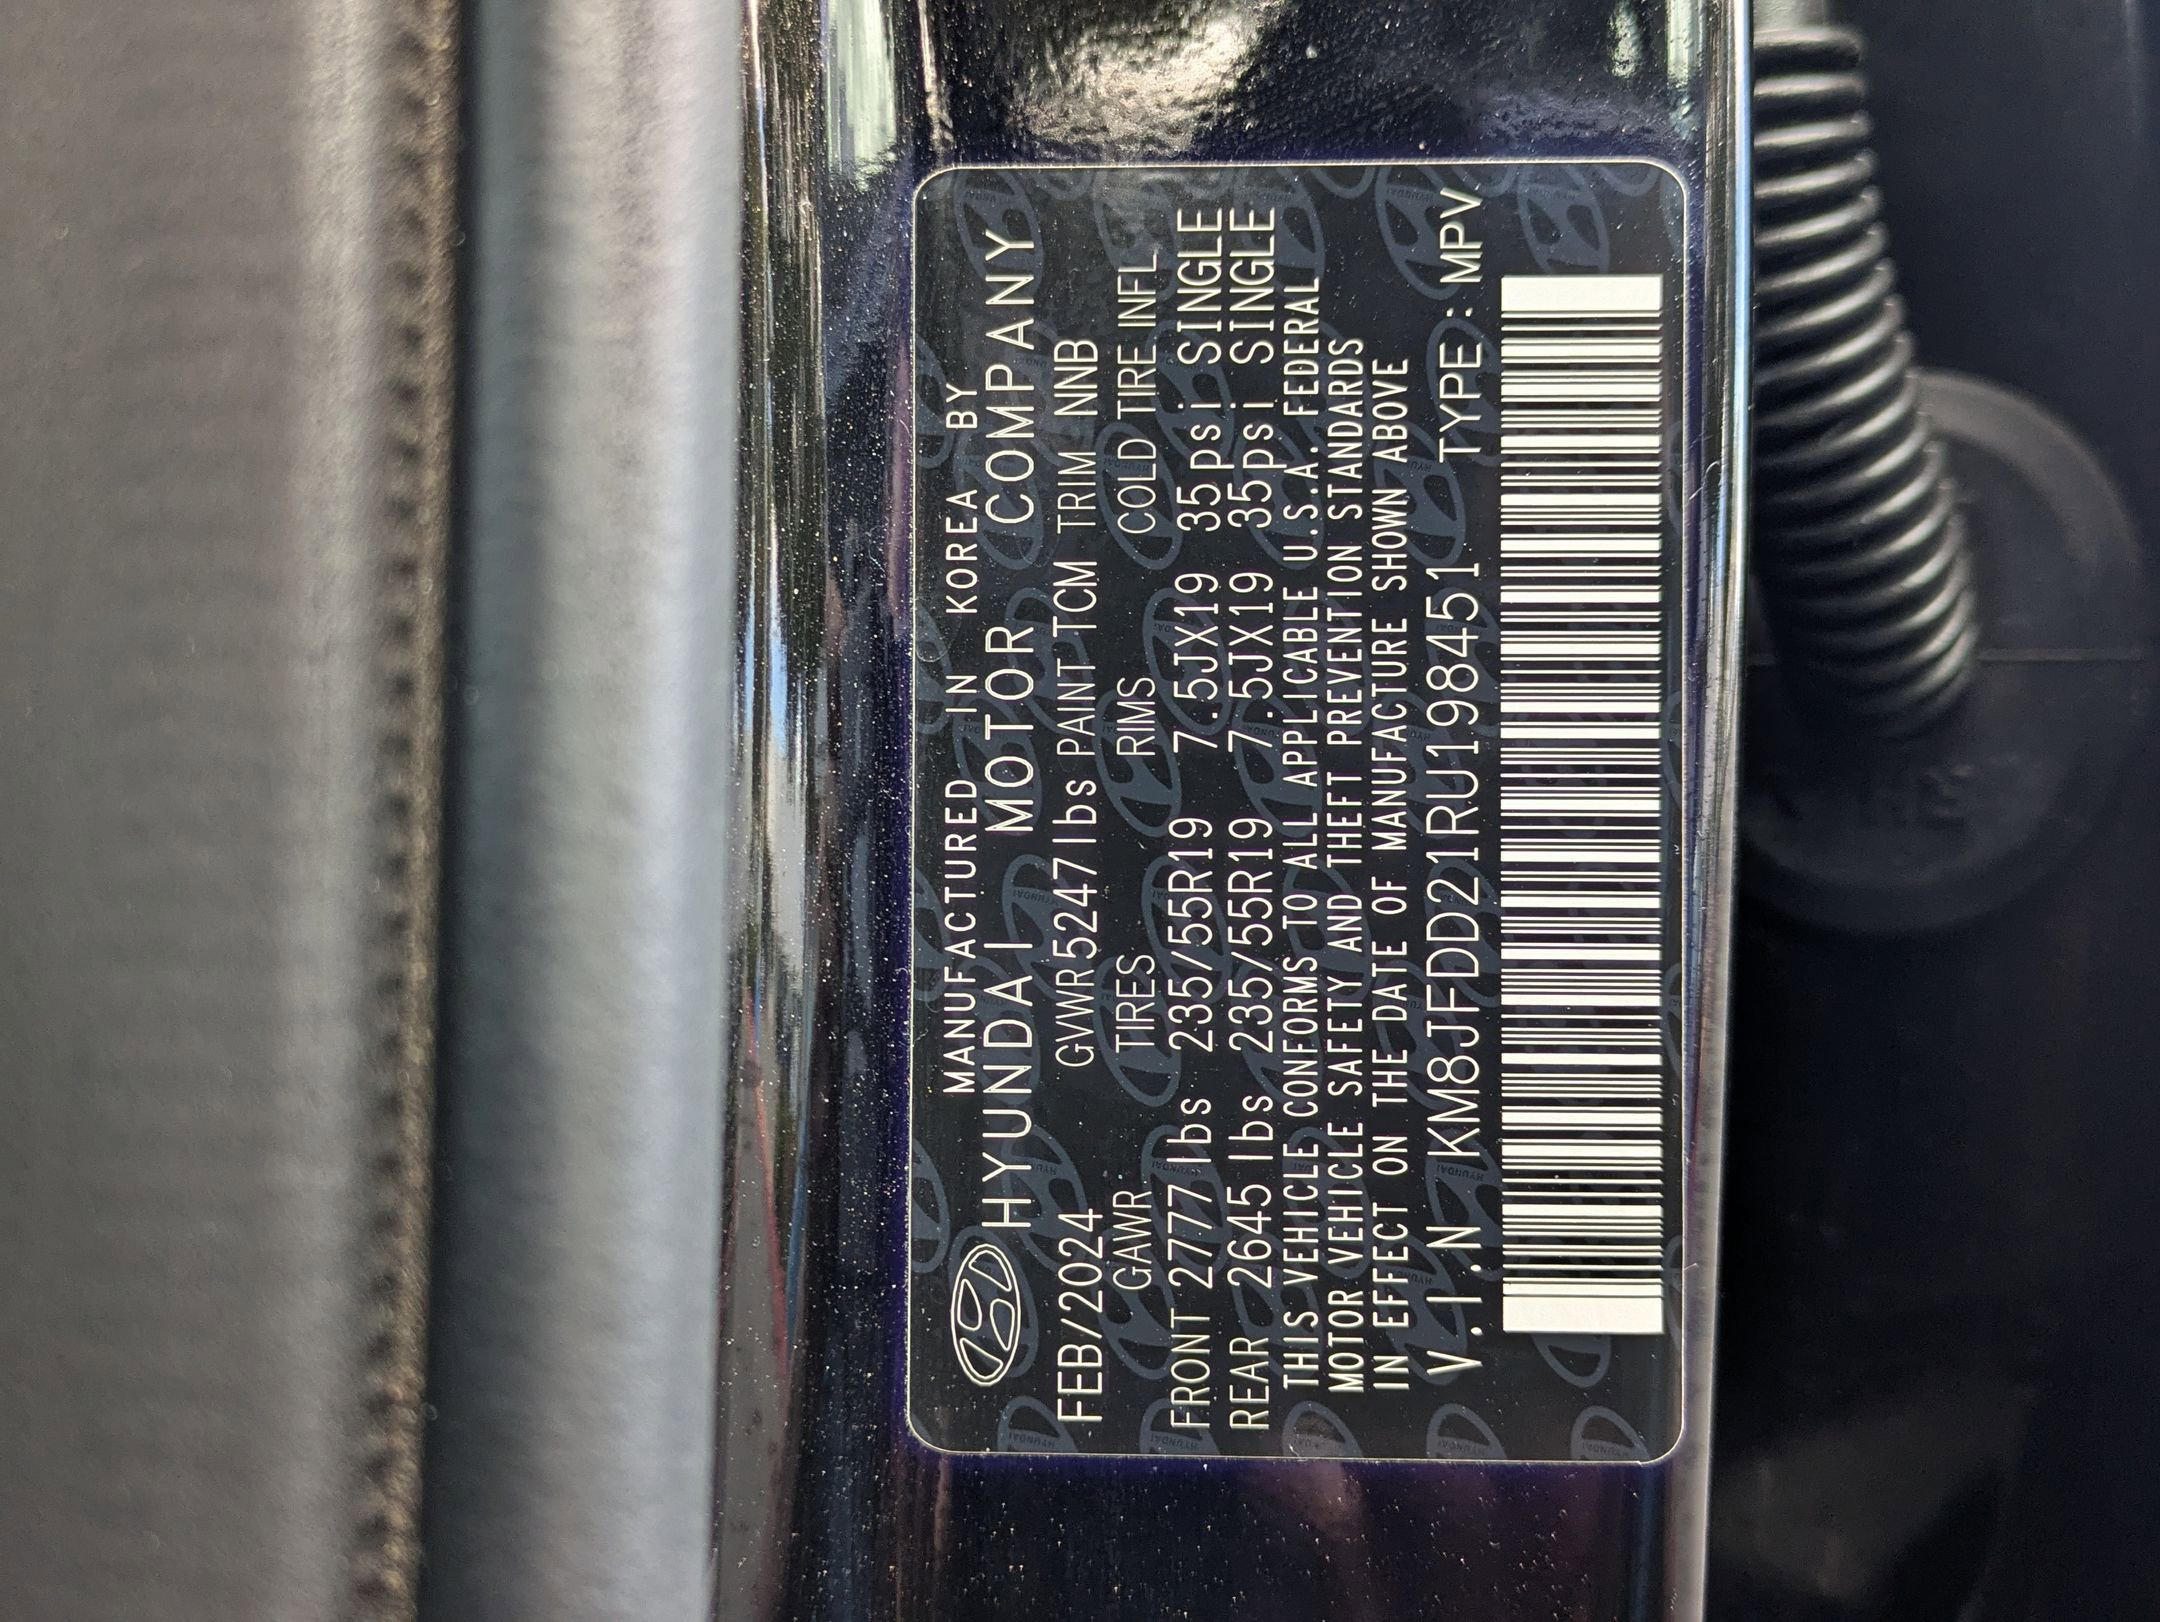 MANUFACTURED IN KOREA BY
HYUNDAI MOTOR COMPANY
FEB/2024 GVWR 5247 lbs PAINT TCM TRIM NNB
GAWR TIRES RIMS COLD TIRE INFL.
FRONT 2777 lbs 235/55R19 7.5JX19 35psi SINGLE
REAR 2645 lbs 235/55R19 7.5JX19 35psi SINGLE
THIS VEHICLE CONFORMS TO ALL APPLICABLE U.S.A. FEDERAL
MOTOR VEHICLE SAFETY AND THEFT PREVENTION STANDARDS
IN EFFECT ON THE DATE OF MANUFACTURE SHOWN ABOVE
V.I.N KM8JFDD21RU198451 TYPE: MPV